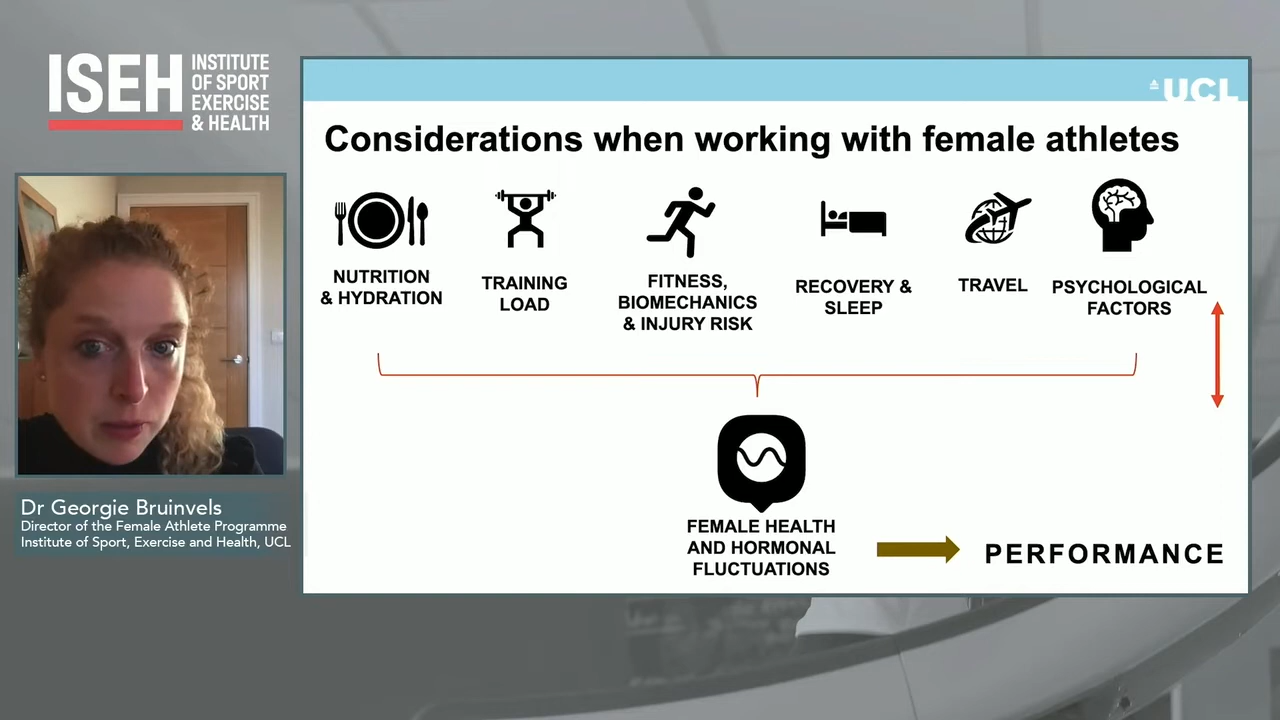 ISEH
INSTITUTE
OF SPORT
EXERCISE
& HEALTH
UCL
Considerations when working with female athletes
NUTRITION
& HYDRATION
TRAINING
LOAD
FITNESS,
BIOMECHANICS
& INJURY RISK
RECOVERY &
SLEEP
TRAVEL
PSYCHOLOGICAL
FACTORS
FEMALE HEALTH
AND HORMONAL
FLUCTUATIONS
PERFORMANCE
Dr Georgie Bruinvels
Director of the Female Athlete Programme
Institute of Sport, Exercise and Health, UCL